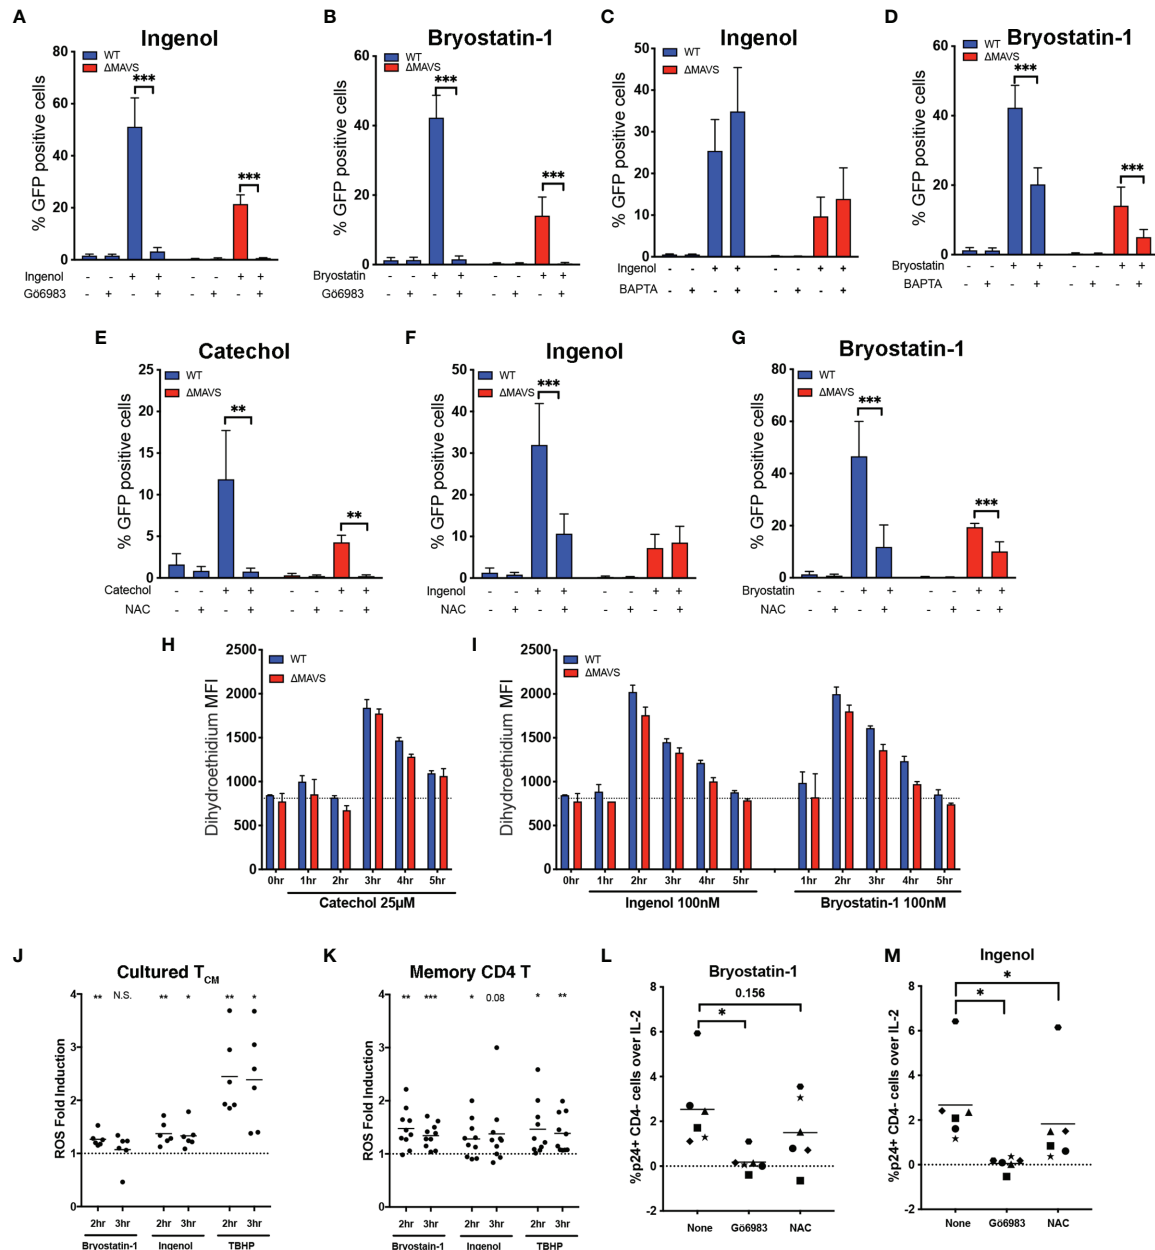 A
Ingenol
WT
ΔMAVS
% GFP positive cells
80
60
40
20
0
***
***
Ingenol - - + + - - + +
Gö6983 - + - + - + - +
B
Bryostatin-1
WT
ΔMAVS
% GFP positive cells
60
40
20
0
***
***
Bryostatin - - + + - - + +
Gö6983 - + - + - + - +
C
Ingenol
WT
ΔMAVS
% GFP positive cells
50
40
30
20
10
0
Ingenol - - + + - - + +
BAPTA - + - + - + - +
D
Bryostatin-1
WT
ΔMAVS
% GFP positive cells
60
40
20
0
***
***
Bryostatin - - + + - - + +
BAPTA - + - + - + - +
E
Catechol
WT
ΔMAVS
% GFP positive cells
25
20
15
10
5
0
**
**
Catechol - - + + - - + +
NAC - + - + - + - +
F
Ingenol
WT
ΔMAVS
% GFP positive cells
50
40
30
20
10
0
***
Ingenol - - + + - - + +
NAC - + - + - + - +
G
Bryostatin-1
WT
ΔMAVS
% GFP positive cells
80
60
40
20
0
***
***
Bryostatin - - + + - - + +
NAC - + - + - + - +
H
WT
ΔMAVS
Dihydroethidium MFI
2500
2000
1500
1000
500
0
0hr 1hr 2hr 3hr 4hr 5hr
Catechol 25µM
I
WT
ΔMAVS
Dihydroethidium MFI
2500
2000
1500
1000
500
0
0hr 1hr 2hr 3hr 4hr 5hr 1hr 2hr 3hr 4hr 5hr
Ingenol 100nM Bryostatin-1 100nM
J
Cultured TCM
** N.S. ** * ** *
ROS Fold Induction
4
3
2
1
0
2hr 3hr 2hr 3hr 2hr 3hr
Bryostatin-1 Ingenol TBHP
K
Memory CD4 T
** *** * 0.08 * **
ROS Fold Induction
4
3
2
1
0
2hr 3hr 2hr 3hr 2hr 3hr
Bryostain-1 Ingenol TBHP
L
Bryostatin-1
0.156
*
%p24+ CD4- cells over IL-2
8
6
4
2
0
-2
None Gö6983 NAC
M
Ingenol
*
*
%p24+ CD4- cells over IL-2
8
6
4
2
0
-2
None Gö6983 NAC